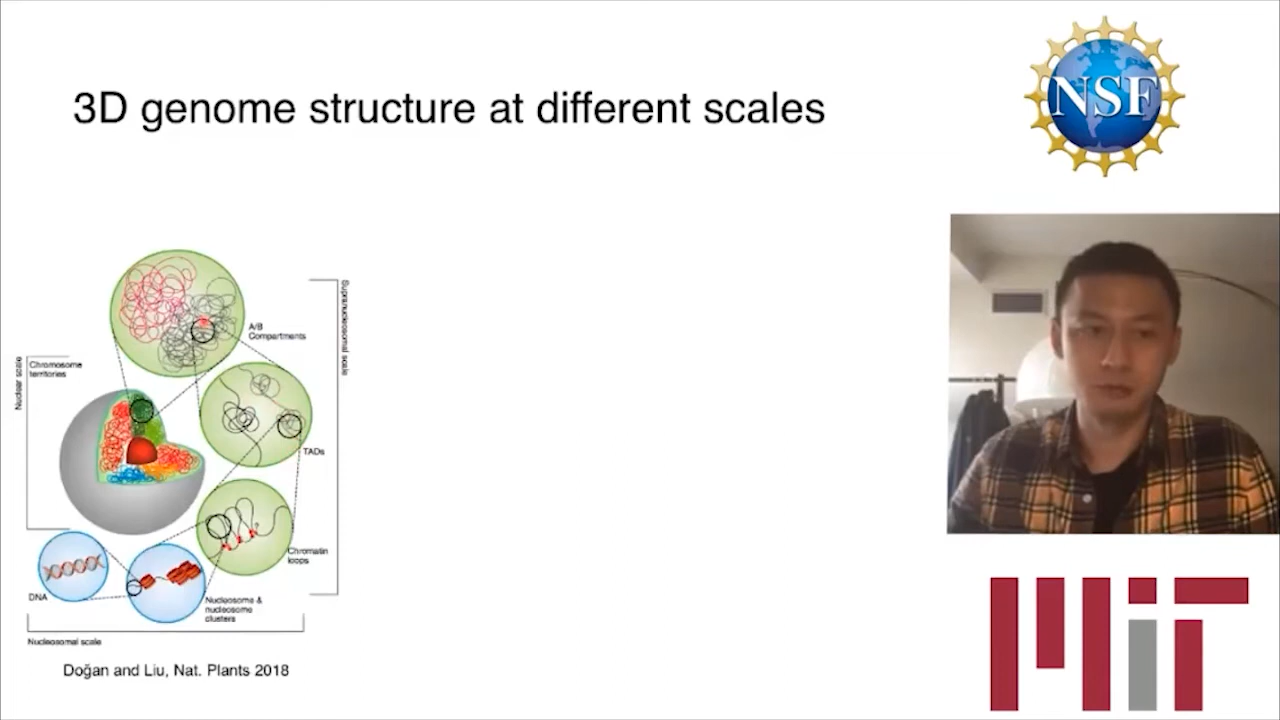 3D genome structure at different scales
NSF
A/B
Compartments
Supranucleosomal scale
Nuclear scale
Chromosome
territories
TADs
Chromatin
loops
DNA
Nucleosome &
nucleosome
clusters
Nucleosomal scale
Doğan and Liu, Nat. Plants 2018
MIT